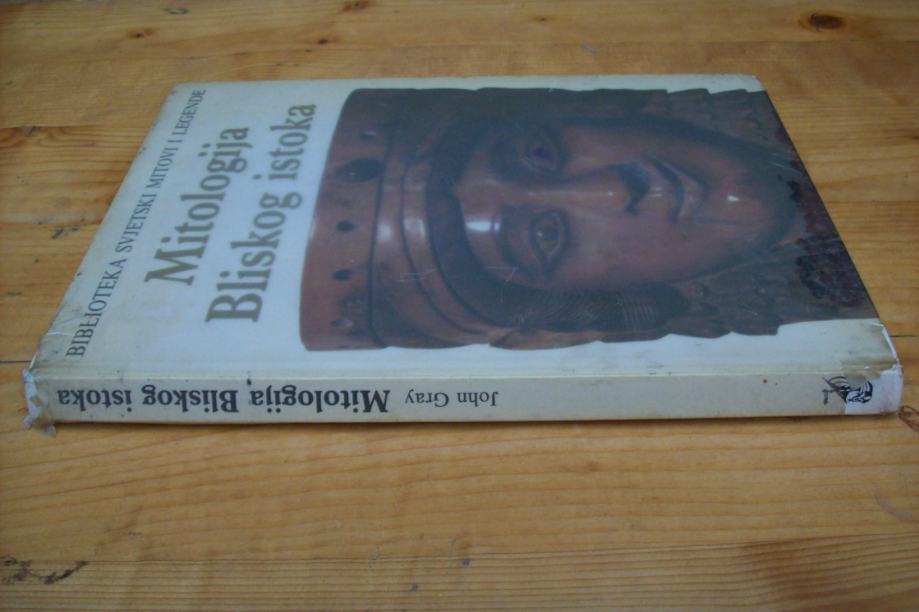 BIBLIOTEKA SVJETSKI MITOVI I LEGENDE
Mitologija
Bliskog istoka
John Gray Mitologija Bliskog istoka